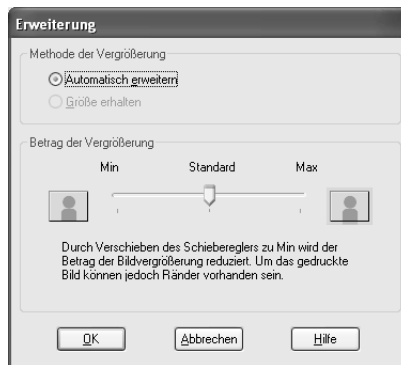 Erweiterung
Methode der Vergrößerung
Automatisch erweitern
Größe erhalten
Betrag der Vergrößerung
Min Standard Max
Durch Verschieben des Schiebereglers zu Min wird der
Betrag der Bildvergrößerung reduziert. Um das gedruckte
Bild können jedoch Ränder vorhanden sein.
OK Abbrechen Hilfe